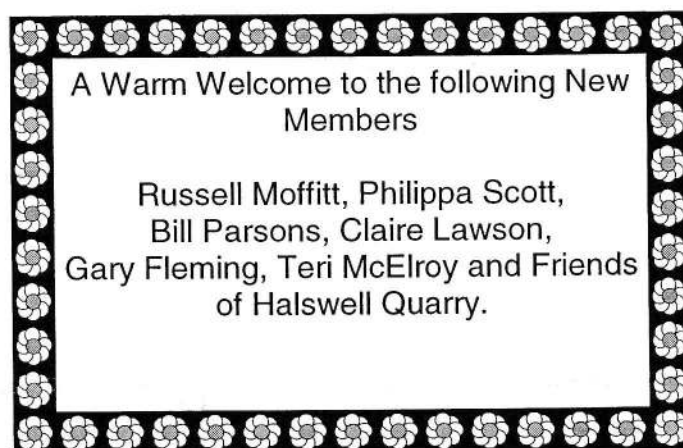 A Warm Welcome to the following New
Members
Russell Moffitt, Philippa Scott,
Bill Parsons, Claire Lawson,
Gary Fleming, Teri McElroy and Friends
of Halswell Quarry.